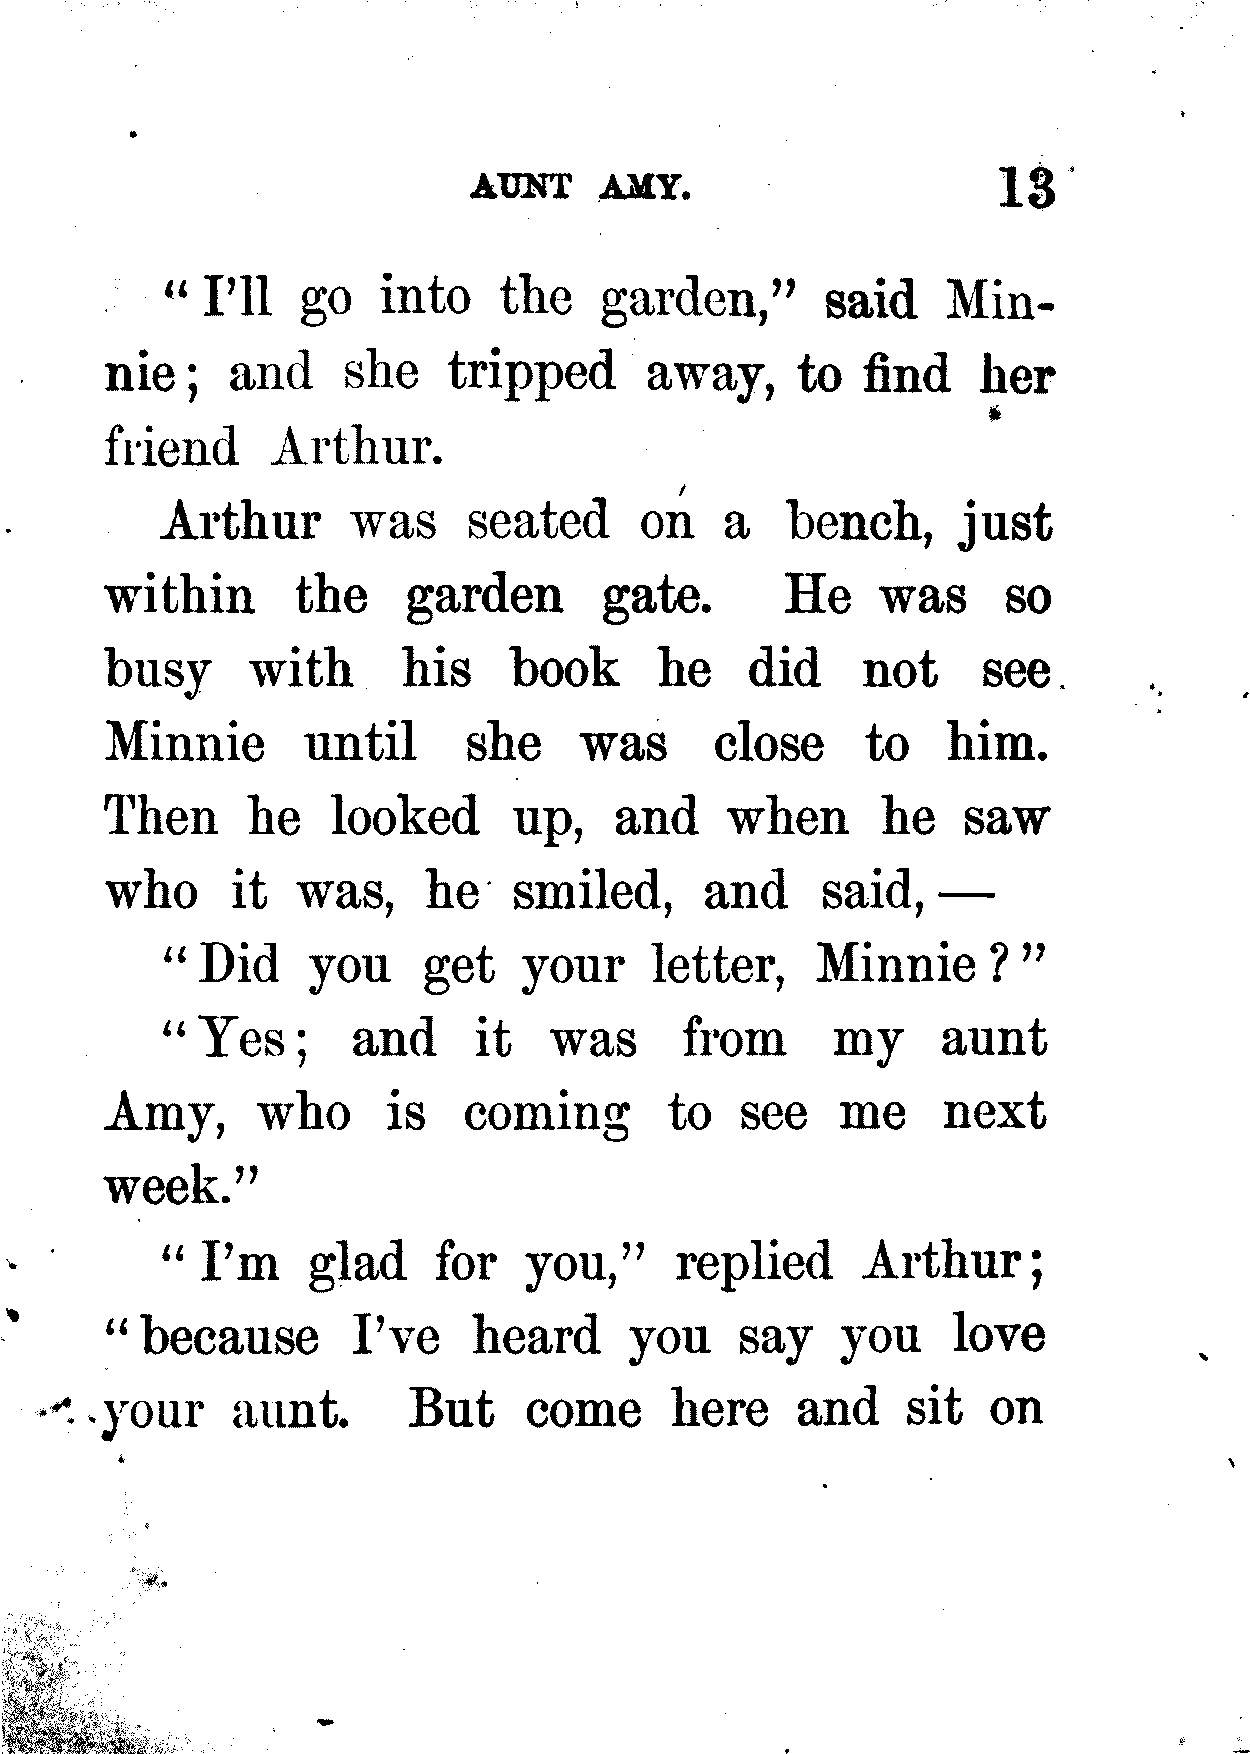 AUNT AMY. 13
"I'll go into the garden," said Min-
nie; and she tripped away, to find her
friend Arthur.
Arthur was seated on a bench, just
within the garden gate. He was so
busy with his book he did not see
Minnie until she was close to him.
Then he looked up, and when he saw
who it was, he smiled, and said, —
"Did you get your letter, Minnie?"
"Yes; and it was from my aunt
Amy, who is coming to see me next
week."
"I'm glad for you," replied Arthur;
"because I've heard you say you love
your aunt. But come here and sit on